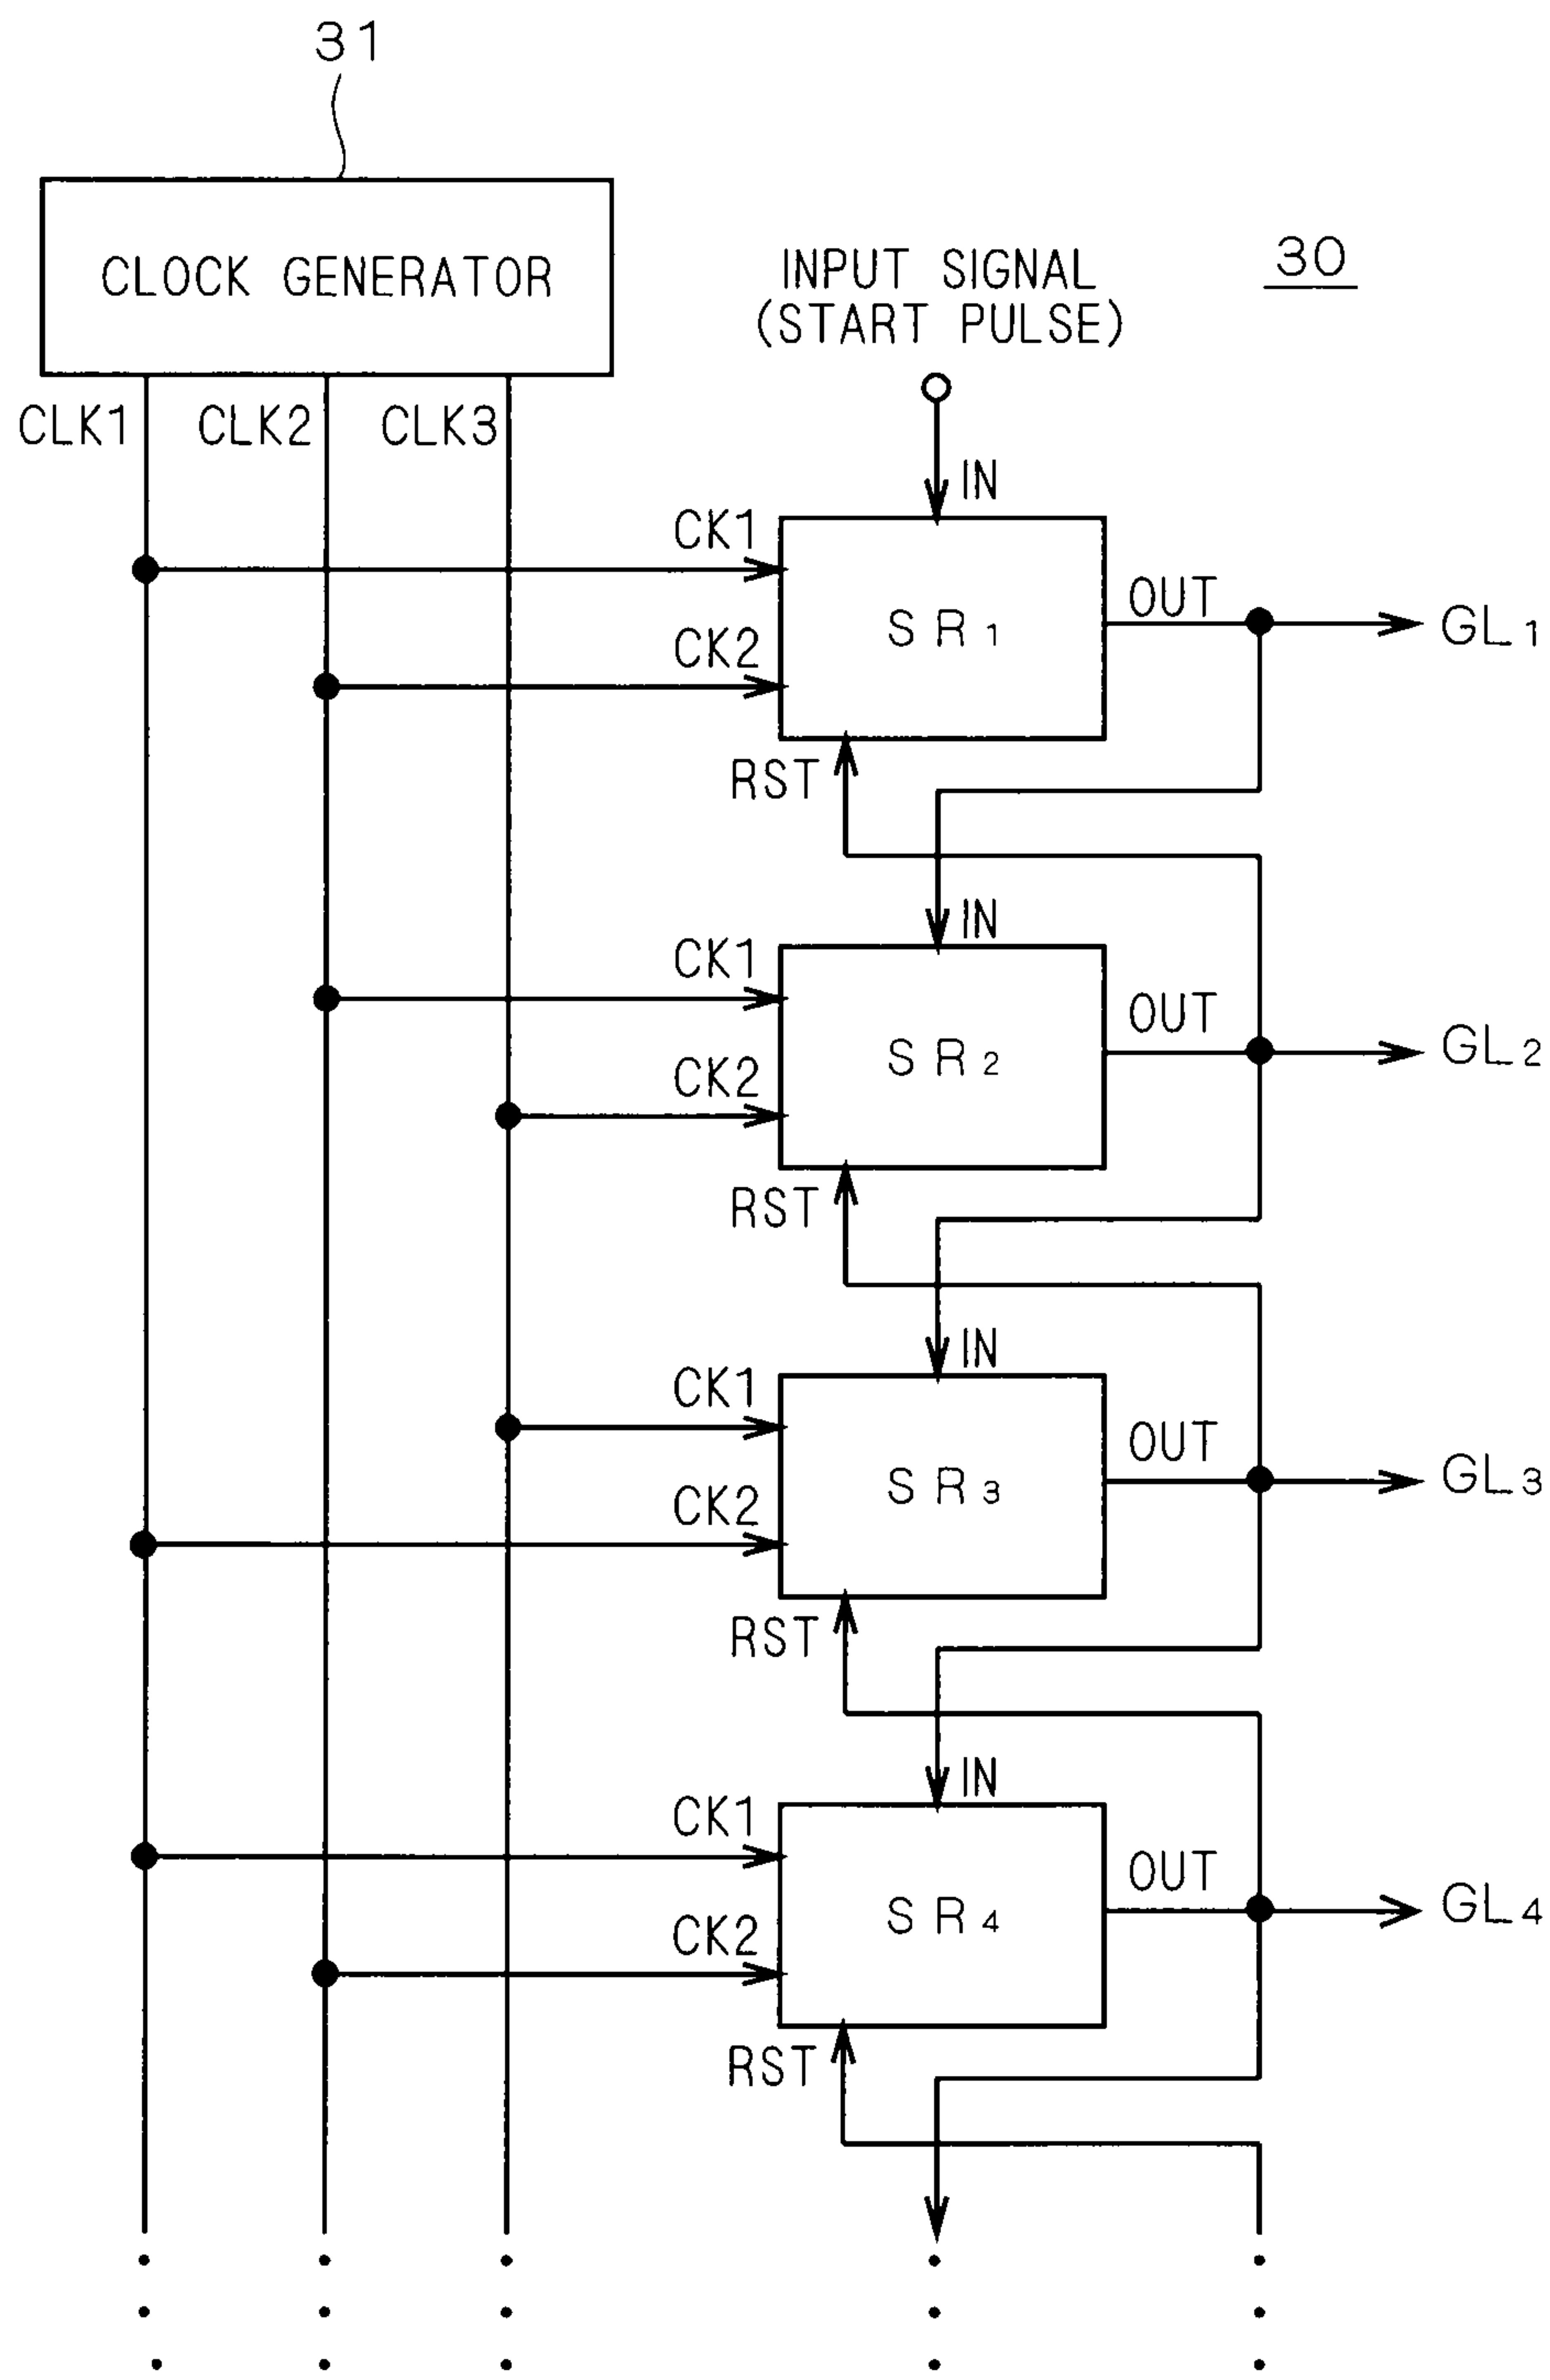 31
CLOCK GENERATOR
INPUT SIGNAL
(START PULSE)
30
CLK1 CLK2 CLK3
IN
CK1
OUT
SR1
GL1
CK2
RST
IN
CK1
OUT
SR2
GL2
CK2
RST
IN
CK1
OUT
SR3
GL3
CK2
RST
IN
CK1
OUT
SR4
GL4
CK2
RST